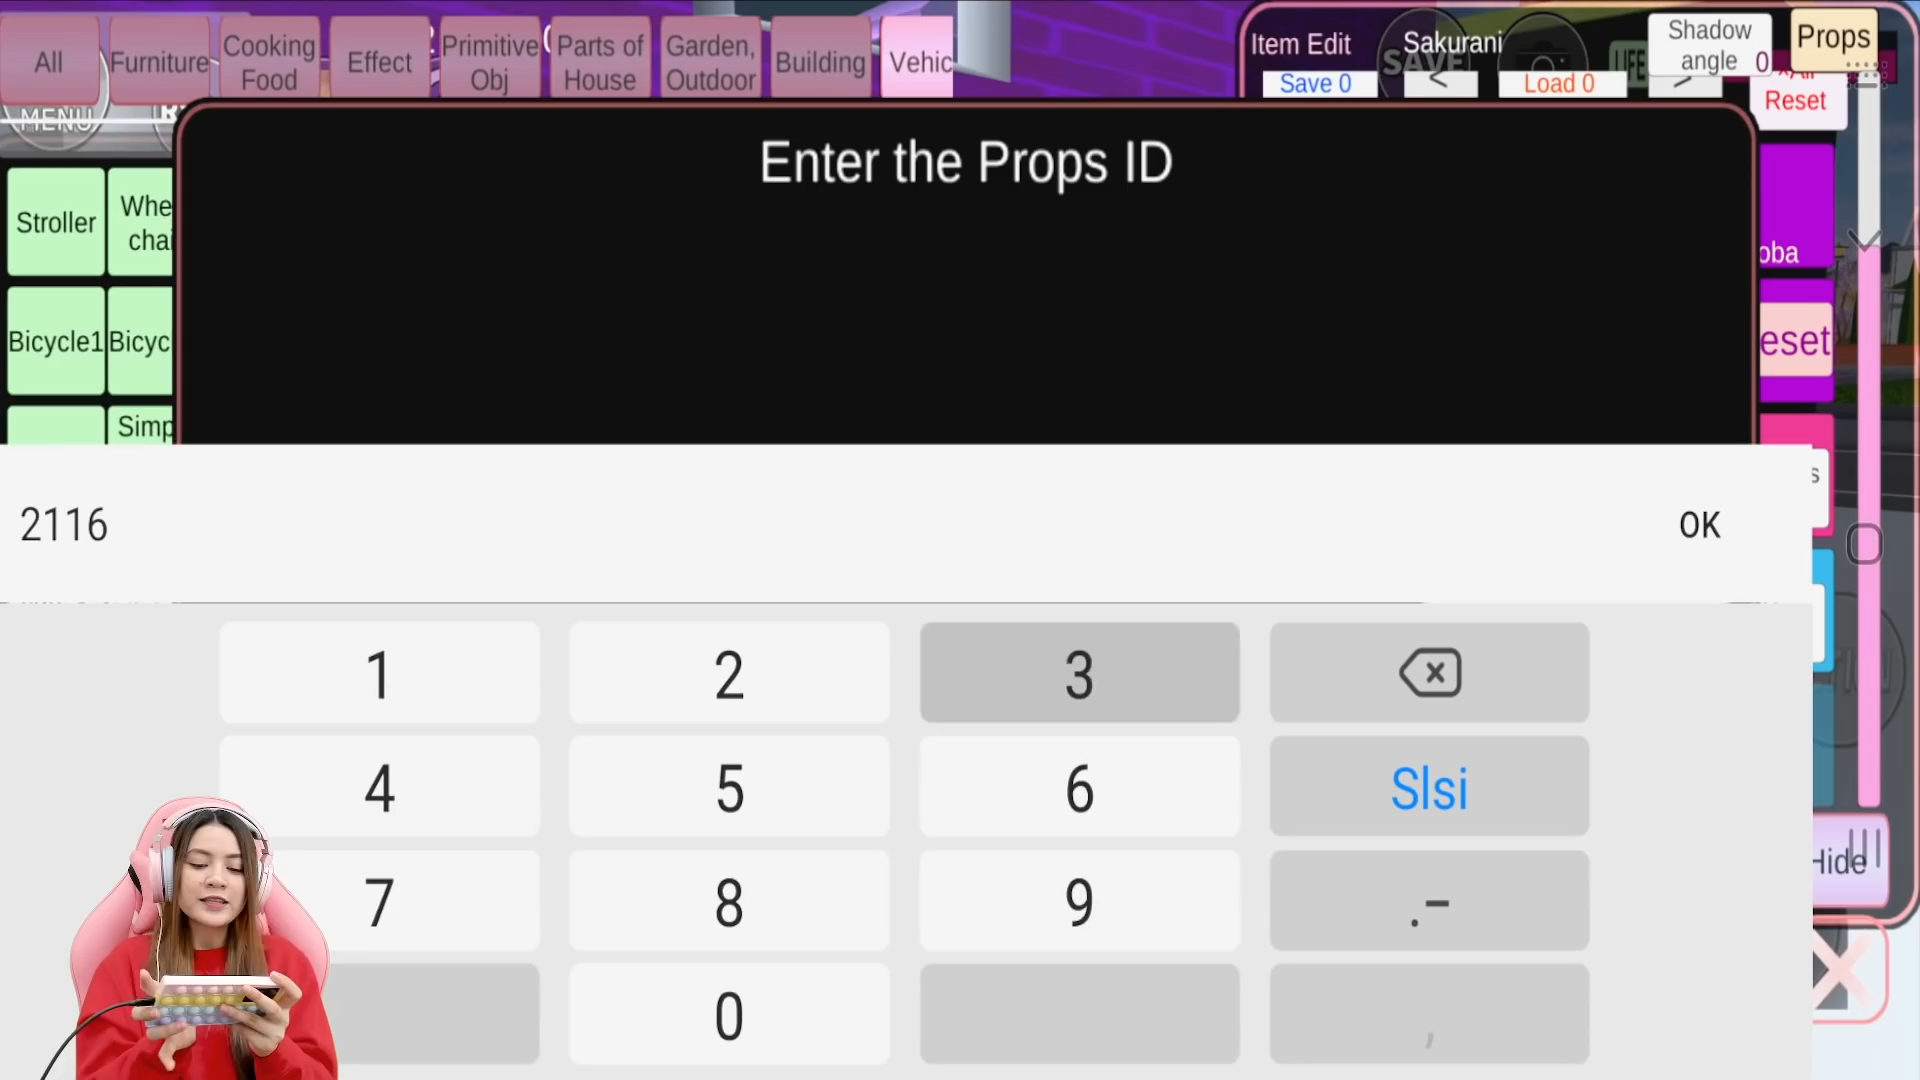 All
Furniture
Cooking
Food
Effect
Primitive
Obj
Parts of
House
Garden,
Outdoor
Building
Vehic
Item Edit
Sakurani
Shadow
angle 0
Props
SAVE
LIFE
Save 0
<
Load 0
>
Reset
MENU
Enter the Props ID
Stroller
Whe
chai
oba
Bicycle1
Bicyc
eset
Simp
s
2116
OK
1
2
3
4
5
6
Slsi
7
8
9
.-
Hide
0
,